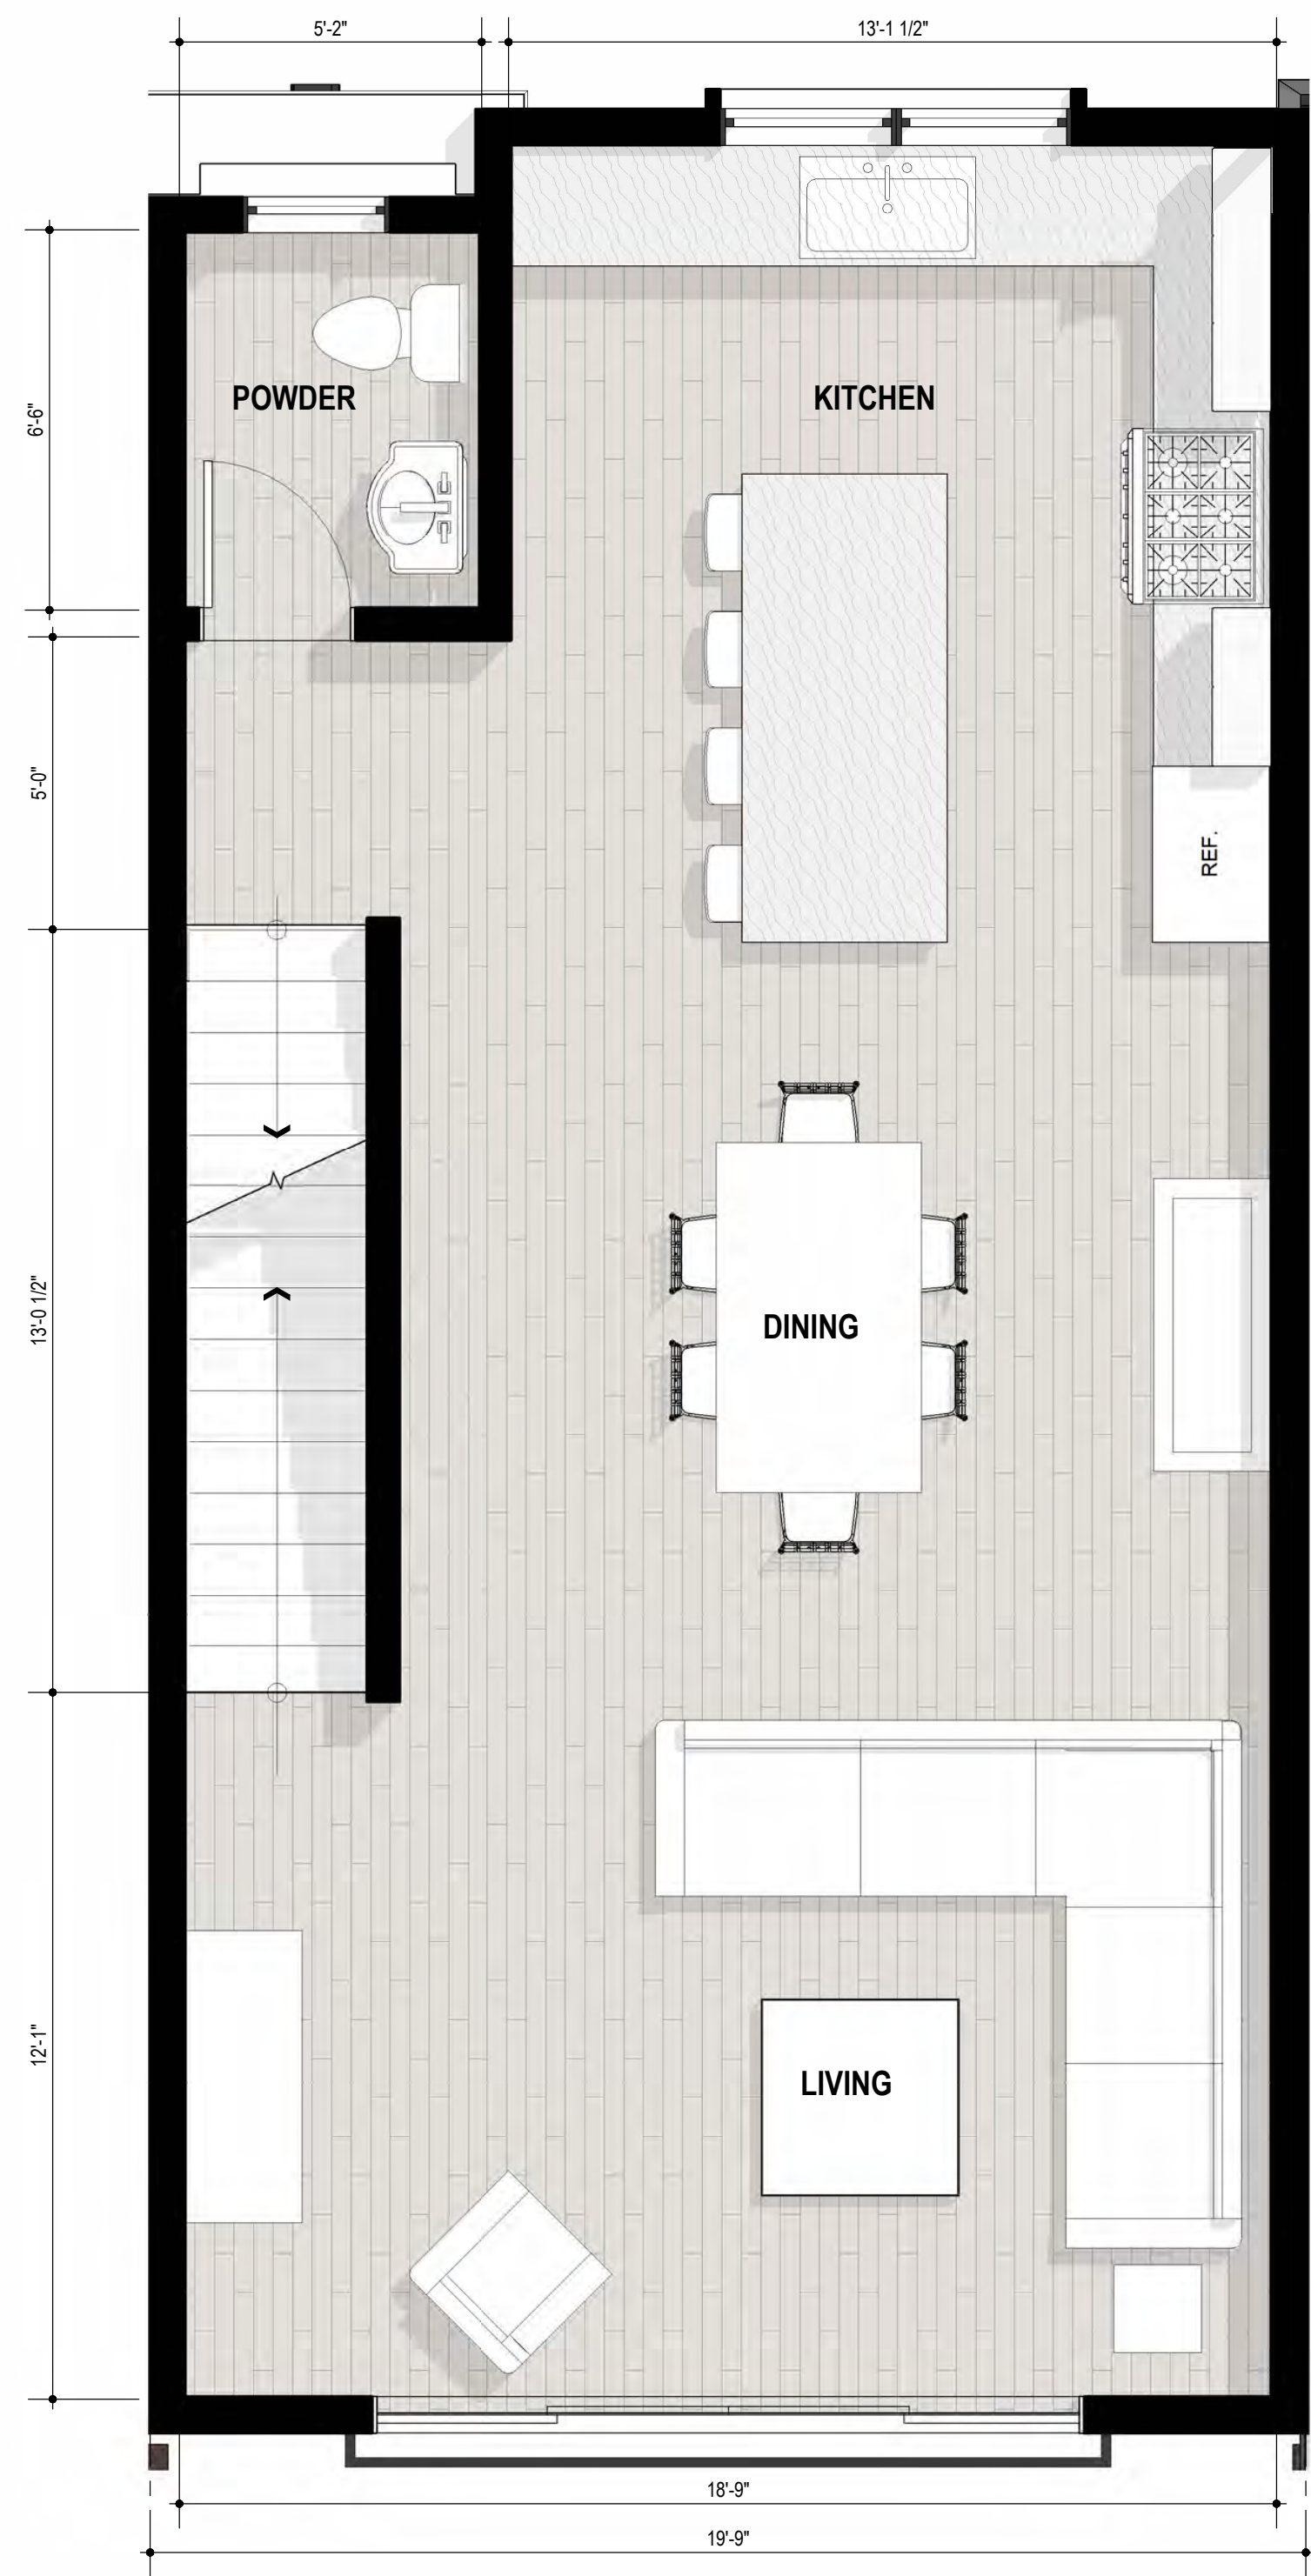 5'-2"
13'-1 1/2"
6'-6"
POWDER
KITCHEN
5'-0"
REF.
13'-0 1/2"
DINING
12'-1"
LIVING
18'-9"
19'-9"